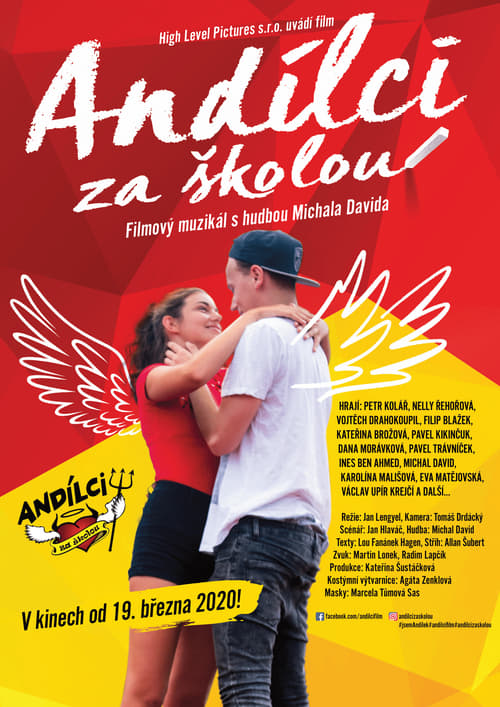 High Level Pictures s.r.o. uvádí film
Andílci
za školou
Filmový muzikál s hudbou Michala Davida
HRAJÍ: PETR KOLÁŘ, NELLY ŘEHOŘOVÁ,
VOJTĚCH DRAHOKOUPIL, FILIP BLAŽEK,
KATEŘINA BROŽOVÁ, PAVEL KIKINČUK,
DANA MORÁVKOVÁ, PAVEL TRÁVNÍČEK,
INES BEN AHMED, MICHAL DAVID,
KAROLÍNA MALIŠOVÁ, EVA MATĚJOVSKÁ,
VÁCLAV UPÍR KREJČÍ A DALŠÍ...
ANDÍLCI
za školou
Režie: Jan Lengyel, Kamera: Tomáš Drdácký
Scénář: Jan Hlaváč, Hudba: Michal David
Texty: Lou Fanánek Hagen, Střih: Allan Šubert
Zvuk: Martin Lonek, Radim Lapčík
Produkce: Kateřina Šustáčková
Kostýmní výtvarnice: Agáta Zenklová
Masky: Marcela Tůmová Sas
V kinech od 19. března 2020!
facebook.com/andilcifilm andilcizaskolou
#jsemAndílek#andilcifilm#andilcizaskolou